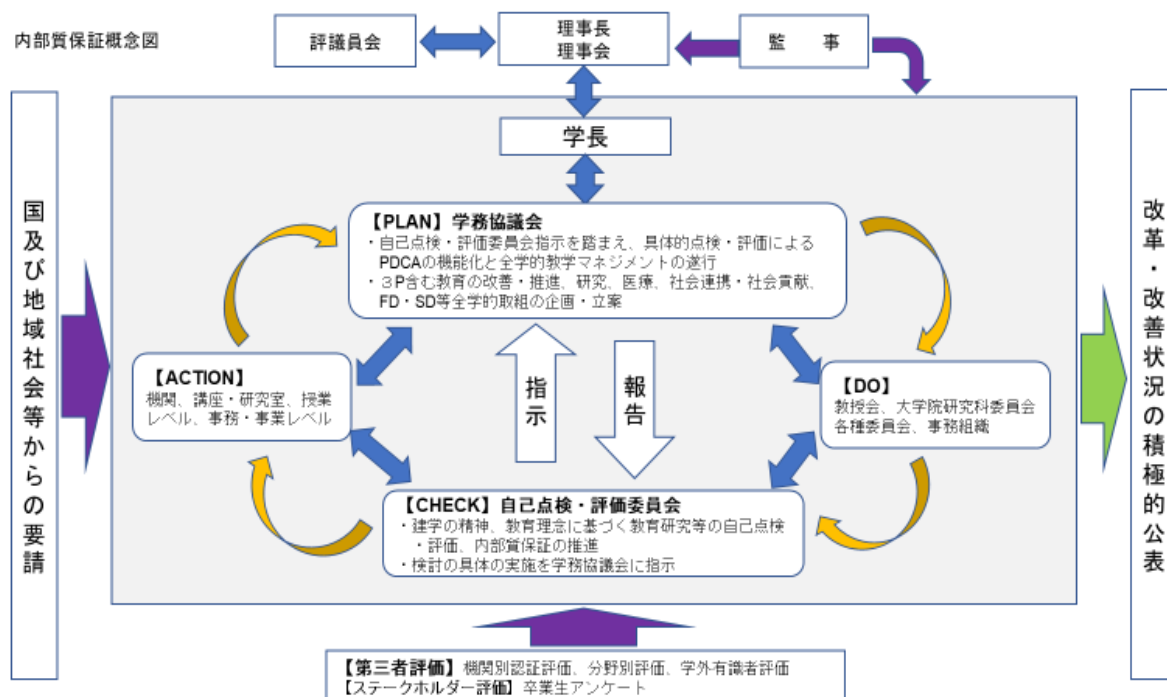 内部質保証概念図
評議員会
理事長
理事会
監　事
学長
国及び地域社会等からの要請
【PLAN】学務協議会
・自己点検・評価委員会指示を踏まえ、具体的点検・評価による
PDCAの機能化と全学的教学マネジメントの遂行
・３P含む教育の改善・推進、研究、医療、社会連携・社会貢献、
FD・SD等全学的取組の企画・立案
【ACTION】
機関、講座・研究室、授業
レベル、事務・事業レベル
指示
報告
【DO】
教授会、大学院研究科委員会
各種委員会、事務組織
【CHECK】自己点検・評価委員会
・建学の精神、教育理念に基づく教育研究等の自己点検
・評価、内部質保証の推進
・検討の具体の実施を学務協議会に指示
改革・改善状況の積極的公表
【第三者評価】機関別認証評価、分野別評価、学外有識者評価
【ステークホルダー評価】卒業生アンケート